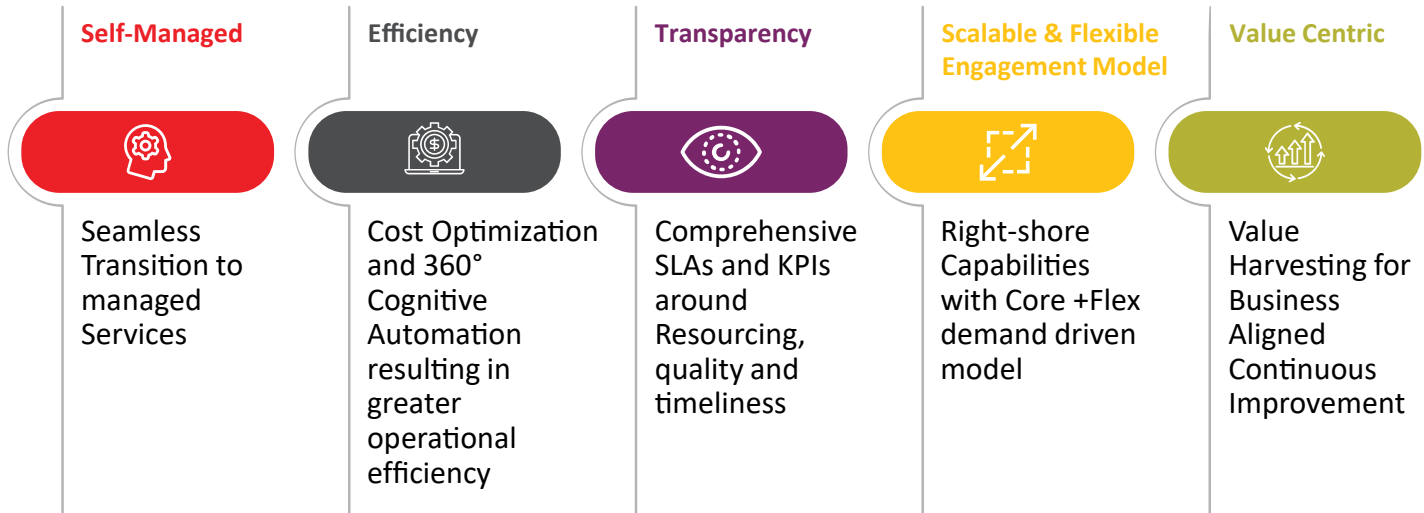 Self-Managed
Seamless
Transition to
managed
Services
Efficiency
$
Cost Optimization
and 360°
Cognitive
Automation
resulting in
greater
operational
efficiency
Transparency
Comprehensive
SLAs and KPIs
around
Resourcing,
quality and
timeliness
Scalable & Flexible
Engagement Model
Right-shore
Capabilities
with Core +Flex
demand driven
model
Value Centric
Value
Harvesting for
Business
Aligned
Continuous
Improvement